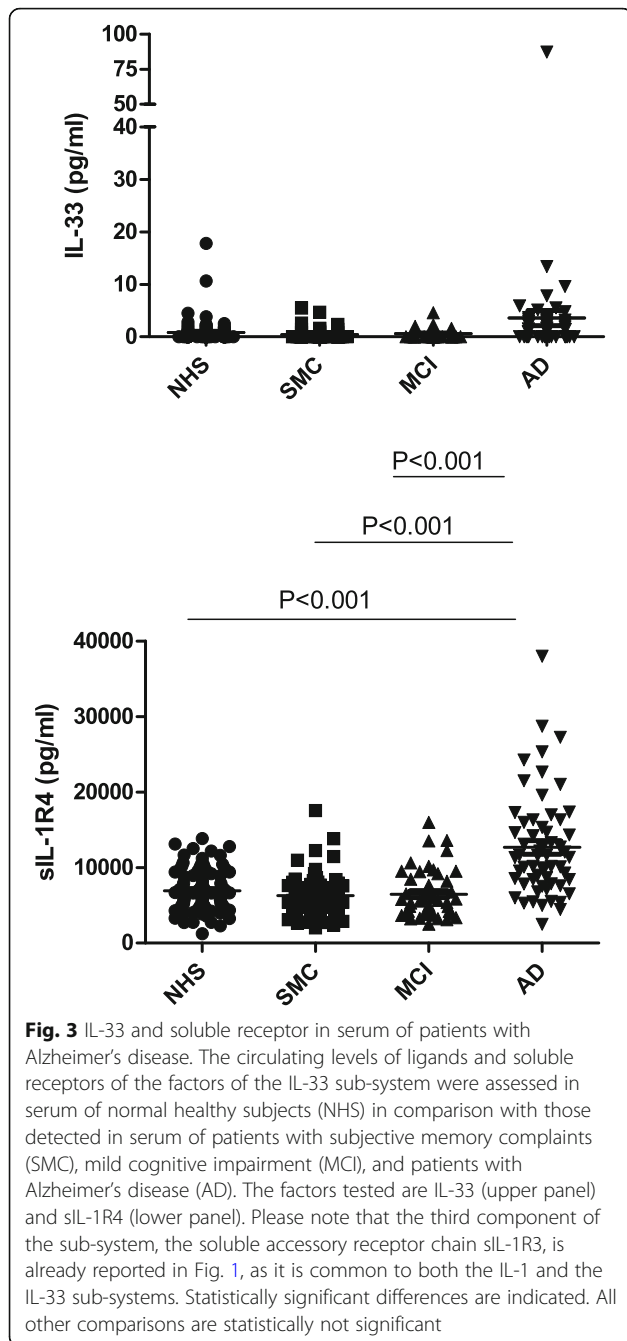 100
75
50
40
30
20
10
0
IL-33 (pg/ml)
NHS
SMC
MCI
AD
P<0.001
P<0.001
P<0.001
40000
30000
20000
10000
0
sIL-1R4 (pg/ml)
NHS
SMC
MCI
AD
Fig. 3 IL-33 and soluble receptor in serum of patients with
Alzheimer's disease. The circulating levels of ligands and soluble
receptors of the factors of the IL-33 sub-system were assessed in
serum of normal healthy subjects (NHS) in comparison with those
detected in serum of patients with subjective memory complaints
(SMC), mild cognitive impairment (MCI), and patients with
Alzheimer's disease (AD). The factors tested are IL-33 (upper panel)
and sIL-1R4 (lower panel). Please note that the third component of
the sub-system, the soluble accessory receptor chain sIL-1R3, is
already reported in Fig. 1, as it is common to both the IL-1 and the
IL-33 sub-systems. Statistically significant differences are indicated. All
other comparisons are statistically not significant